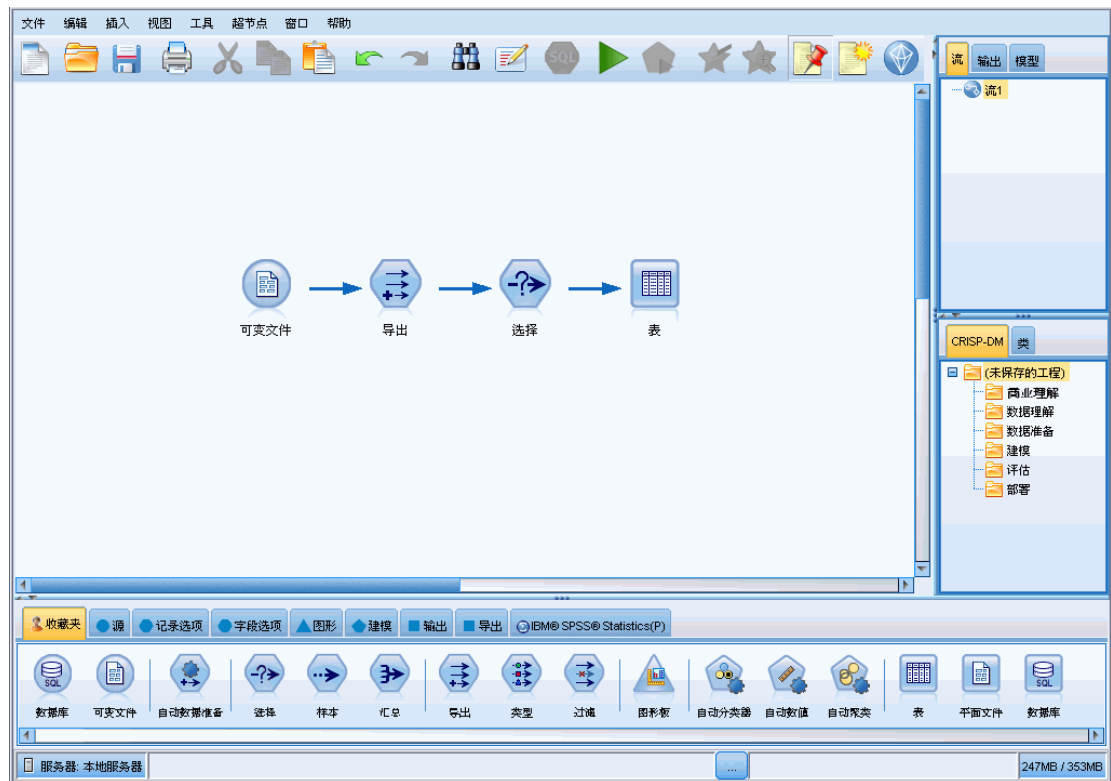 文件 编辑 插入 视图 工具 超节点 窗口 帮助
SQL
流 输出 模型
流1
可变文件 导出 选择 表
CRISP-DM 类
(未保存的工程)
商业理解
数据理解
数据准备
建模
评估
部署
收藏夹 源 记录选项 字段选项 图形 建模 输出 导出 IBM® SPSS® Statistics(P)
SQL SQL
数据库 可变文件 自动数据准备 选择 样本 汇总 导出 类型 过滤 图形板 自动分类器 自动数值 自动聚类 表 平面文件 数据库
服务器: 本地服务器 ... 247MB / 353MB